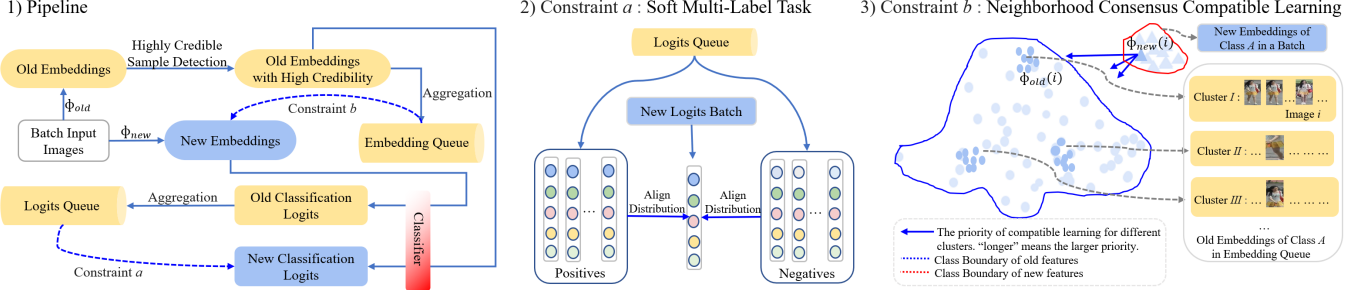 1) Pipeline
Old Embeddings
Highly Credible
Sample Detection
Old Embeddings
with High Credibility
ϕold
Constraint b
Aggregation
Batch Input
Images
ϕnew
New Embeddings
Embedding Queue
Logits Queue
Aggregation
Old Classification
Logits
Classifier
Constraint a
New Classification
Logits
2) Constraint a : Soft Multi-Label Task
Logits Queue
New Logits Batch
Align
Distribution
Align
Distribution
...
...
Positives
Negatives
3) Constraint b : Neighborhood Consensus Compatible Learning
ϕnew(i)
New Embeddings of
Class A in a Batch
ϕold(i)
Cluster I : ... ...
Image i
Cluster II : ... ... ... ...
Cluster III : ... ... ... ...
...
Old Embeddings of Class A
in Embedding Queue
The priority of compatible learning for different
clusters. “longer” means the larger priority.
Class Boundary of old features
Class Boundary of new features